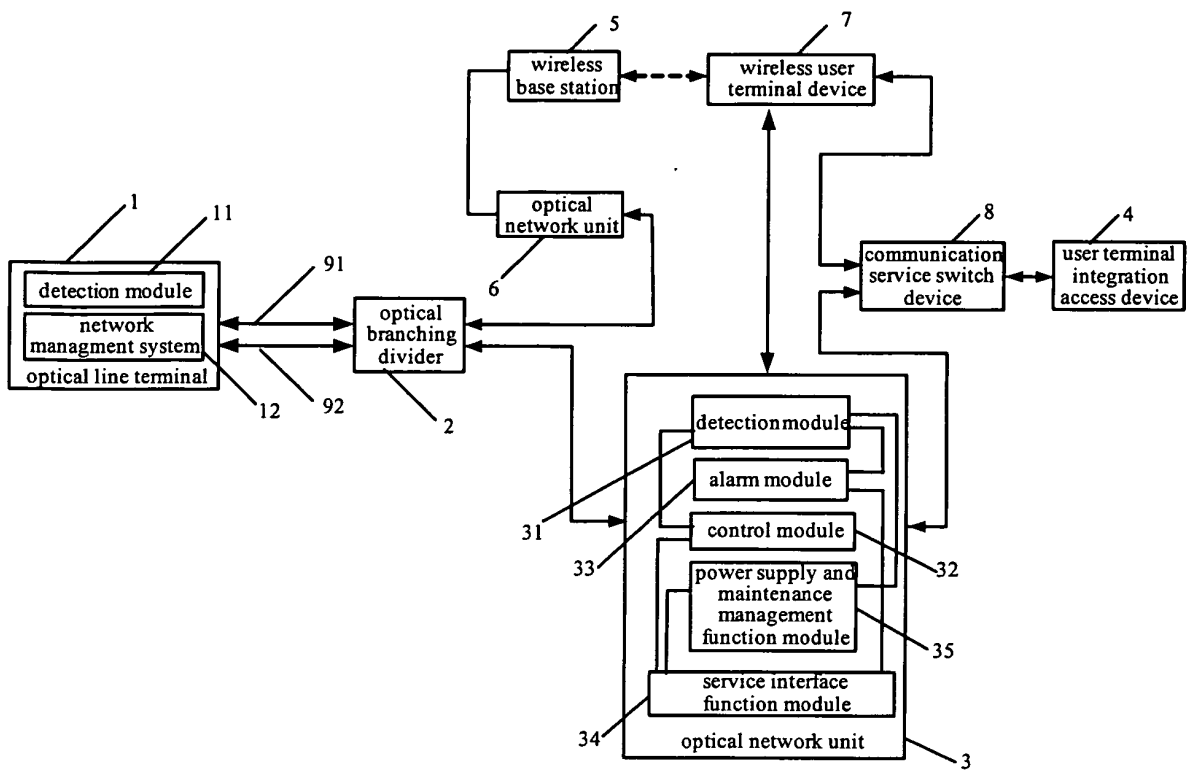 5
7
wireless
base station
wireless user
terminal device
1
11
optical
network unit
8
4
detection module
91
6
communication
service switch
device
user terminal
integration
access device
network
managment system
optical
branching
divider
optical line terminal
12
92
2
detection module
alarm module
31
control module
33
32
power supply and
maintenance
management
function module
35
service interface
function module
34
optical network unit
3